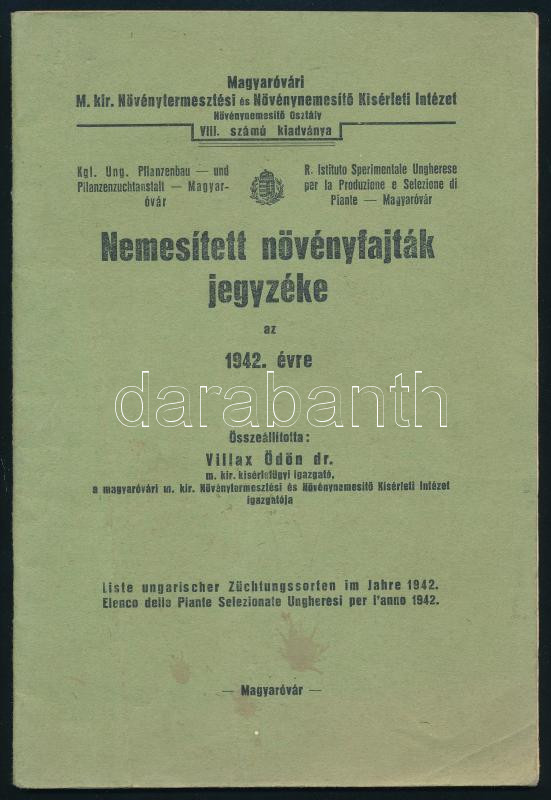 Magyaróvári
M. kir. Növénytermesztési és Növénynemesítő Kisérleti Intézet
Növénynemesítő Osztály
VIII. számú kiadványa
Kgl. Ung. Pflanzenbau — und
Pflanzenzuchtanstalt — Magyar-
óvár
R. Istituto Sperimentale Ungherese
per la Produzione e Selezione di
Piante — Magyaróvár
Nemesített növényfajták
jegyzéke
az
1942. évre
darabanth
Összeállította:
Villax Ödön dr.
m. kir. kisérletügyi igazgató,
a magyaróvári m. kir. Növénytermesztési és Növénynemesítő Kisérleti Intézet
igazgatója
Liste ungarischer Züchtungssorten im Jahre 1942.
Elenco della Piante Selezionate Ungheresi per l'anno 1942.
— Magyaróvár —